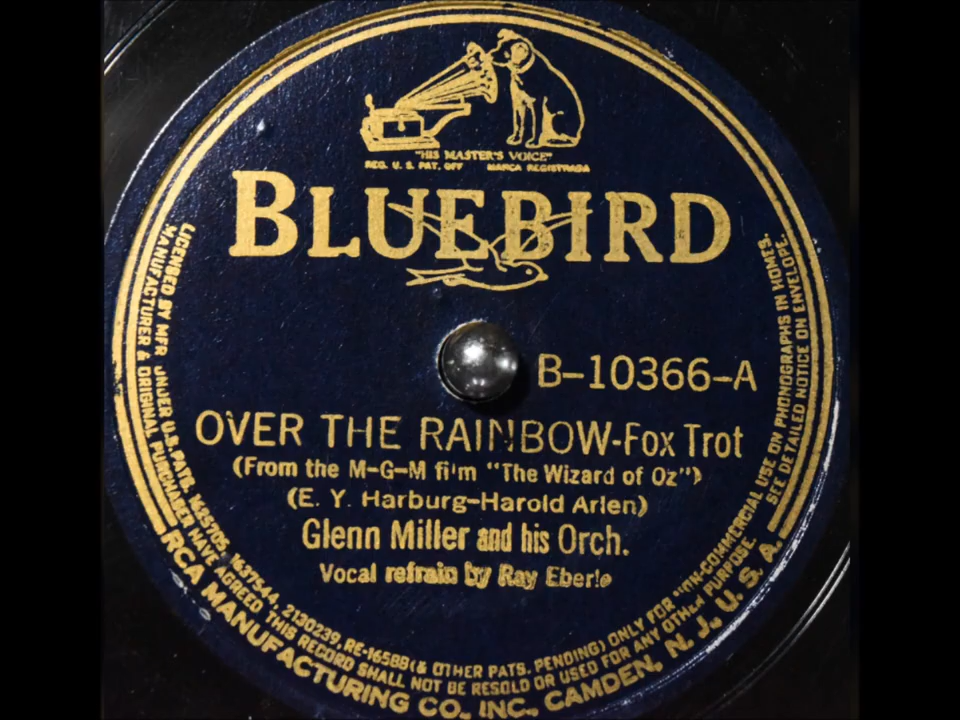 "HIS MASTER'S VOICE"
REG. U. S. PAT. OFF MARCA REGISTRADA
BLUEBIRD
B-10366-A
OVER THE RAINBOW-Fox Trot
(From the M-G-M film "The Wizard of Oz")
(E. Y. Harburg-Harold Arlen)
Glenn Miller and his Orch.
Vocal refrain by Ray Eberle
LICENSED BY MFR. UNDER U.S. PATS. 1625705, 1637544, 2130239, RE-16588 (& OTHER PATS. PENDING) ONLY FOR "NON-COMMERCIAL USE ON PHONOGRAPHS IN HOMES.
MANUFACTURER & ORIGINAL PURCHASER HAVE AGREED THIS RECORD SHALL NOT BE RESOLD OR USED FOR ANY OTHER PURPOSE. SEE DETAILED NOTICE ON ENVELOPE.
RCA MANUFACTURING CO., INC., CAMDEN, N. J., U. S. A.